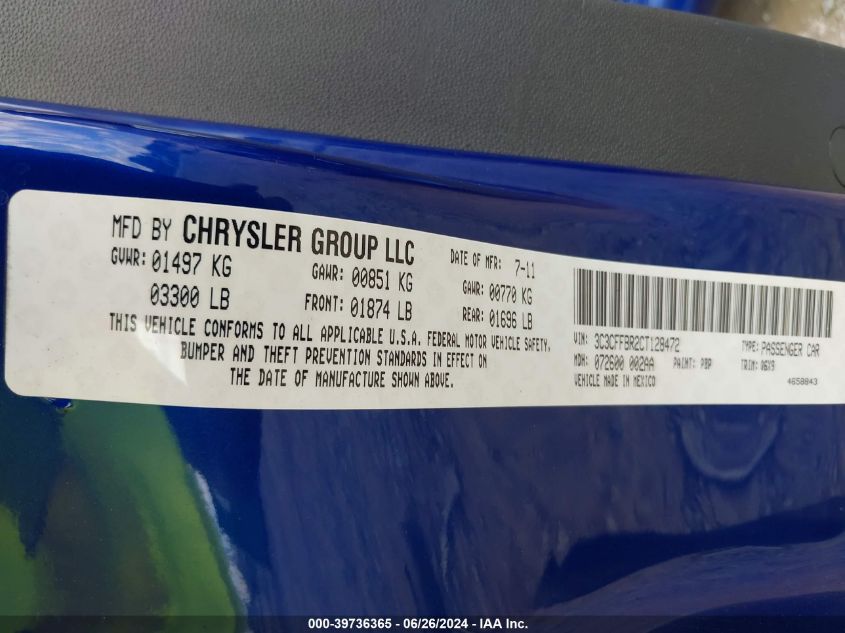 MFD BY CHRYSLER GROUP LLC
DATE OF MFR: 7-11
GVWR: 01497 KG
GAWR: 00851 KG
GAWR: 00770 KG
03300 LB
FRONT: 01874 LB
REAR: 01696 LB
THIS VEHICLE CONFORMS TO ALL APPLICABLE U.S.A. FEDERAL MOTOR VEHICLE SAFETY,
BUMPER AND THEFT PREVENTION STANDARDS IN EFFECT ON
THE DATE OF MANUFACTURE SHOWN ABOVE.
VIN: 3C3CFFBR2CT128472
TYPE: PASSENGER CAR
MDH: 072600 002AA
PAINT: PBP
TRIM: 06X9
VEHICLE MADE IN MEXICO
4658843
000-39736365 - 06/26/2024 - IAA Inc.